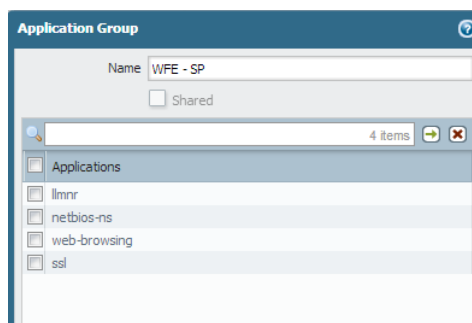 Application Group
Name WFE - SP
Shared
4 items
Applications
llmnr
netbios-ns
web-browsing
ssl